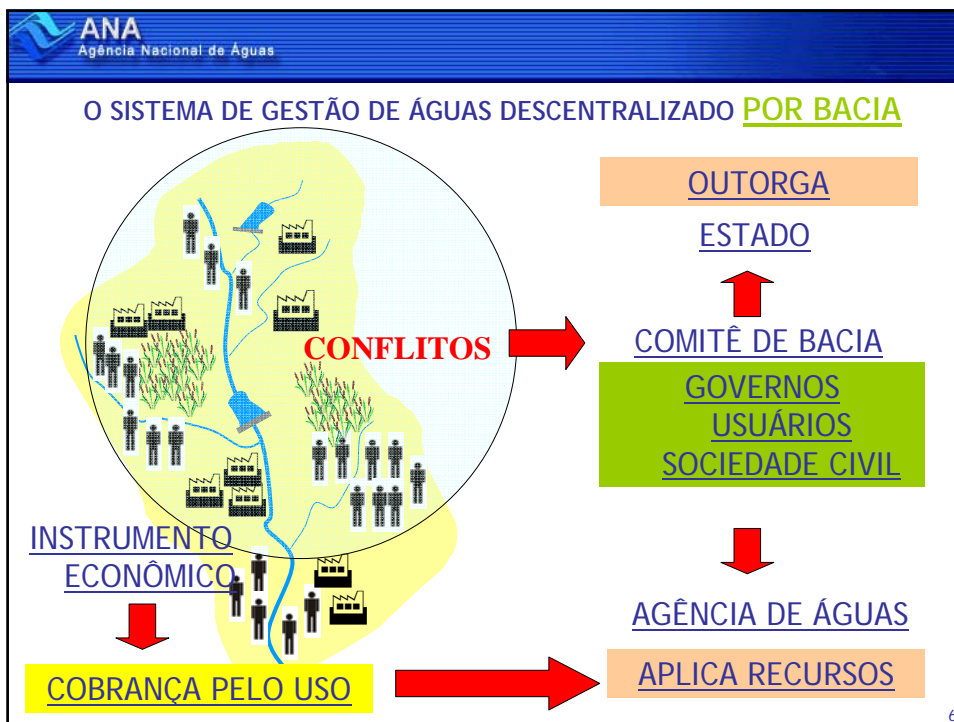 ANA
Agência Nacional de Águas
O SISTEMA DE GESTÃO DE ÁGUAS DESCENTRALIZADO POR BACIA
OUTORGA
ESTADO
CONFLITOS
COMITÊ DE BACIA
GOVERNOS
USUÁRIOS
SOCIEDADE CIVIL
INSTRUMENTO
ECONÔMICO
AGÊNCIA DE ÁGUAS
COBRANÇA PELO USO
APLICA RECURSOS
6